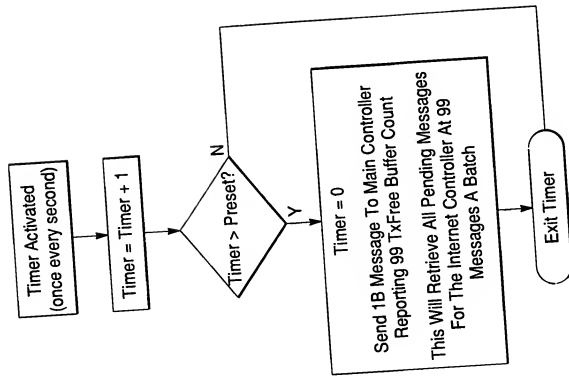 Timer Activated
(once every second)
Timer = Timer + 1
Timer > Preset?
N
Y
Timer = 0
Send 1B Message To Main Controller
Reporting 99 TxFree Buffer Count
This Will Retrieve All Pending Messages
For The Internet Controller At 99
Messages A Batch
Exit Timer